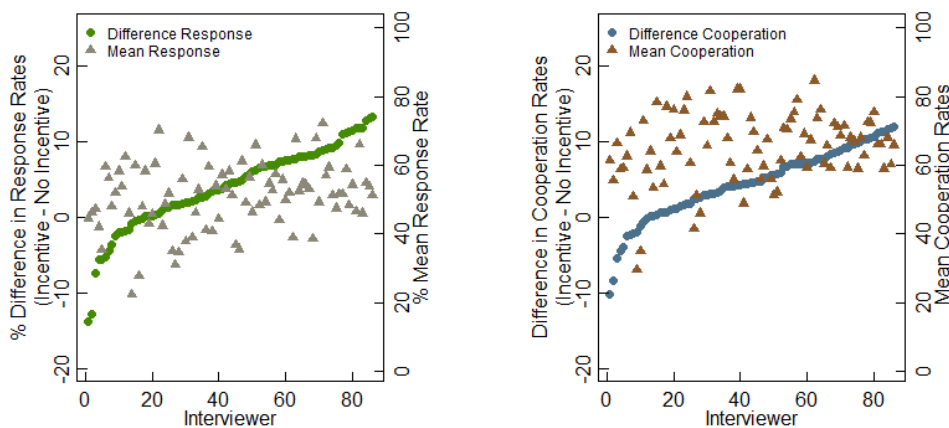 % Difference in Response Rates
(Incentive - No Incentive)
-20 -10 0 10 20
Difference Response
Mean Response
0 20 40 60 80 100
% Mean Response Rate
0 20 40 60 80
Interviewer
Difference in Cooperation Rates
(Incentive - No Incentive)
-20 -10 0 10 20
Difference Cooperation
Mean Cooperation
0 20 40 60 80 100
Mean Cooperation Rates
0 20 40 60 80
Interviewer